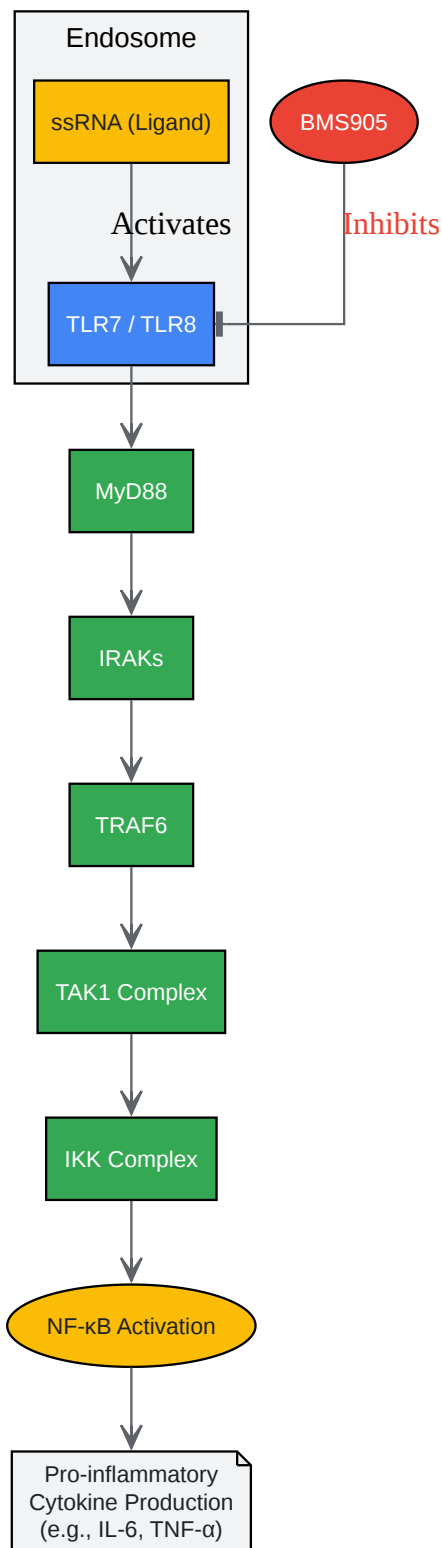 Endosome
ssRNA (Ligand)
BMS905
Activates
Inhibits
TLR7 / TLR8
MyD88
IRAKs
TRAF6
TAK1 Complex
IKK Complex
NF-κB Activation
Pro-inflammatory
Cytokine Production
(e.g., IL-6, TNF-α)